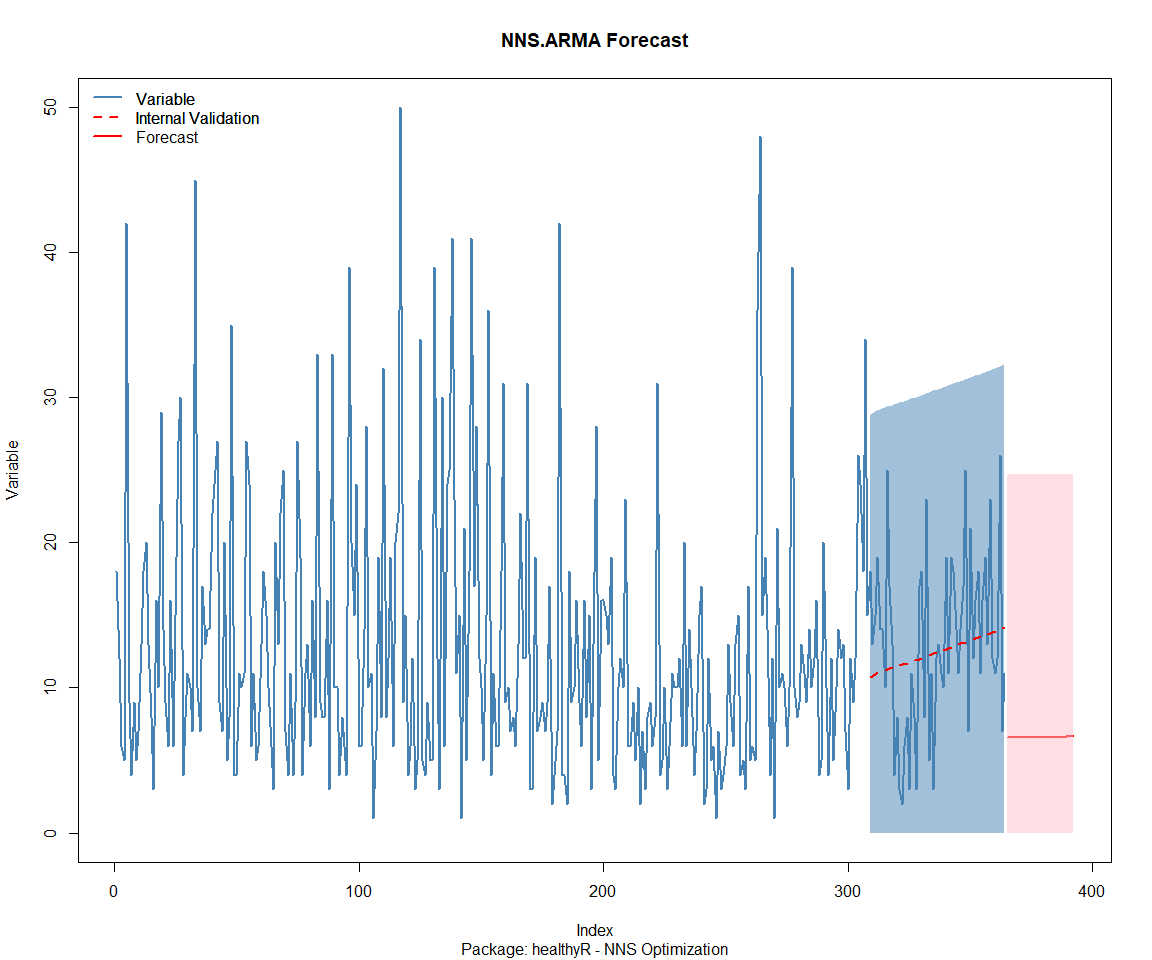 NNS.ARMA Forecast
Variable
Internal Validation
Forecast
50
40
30
20
10
0
Variable
0
100
200
300
400
Index
Package: healthyR - NNS Optimization